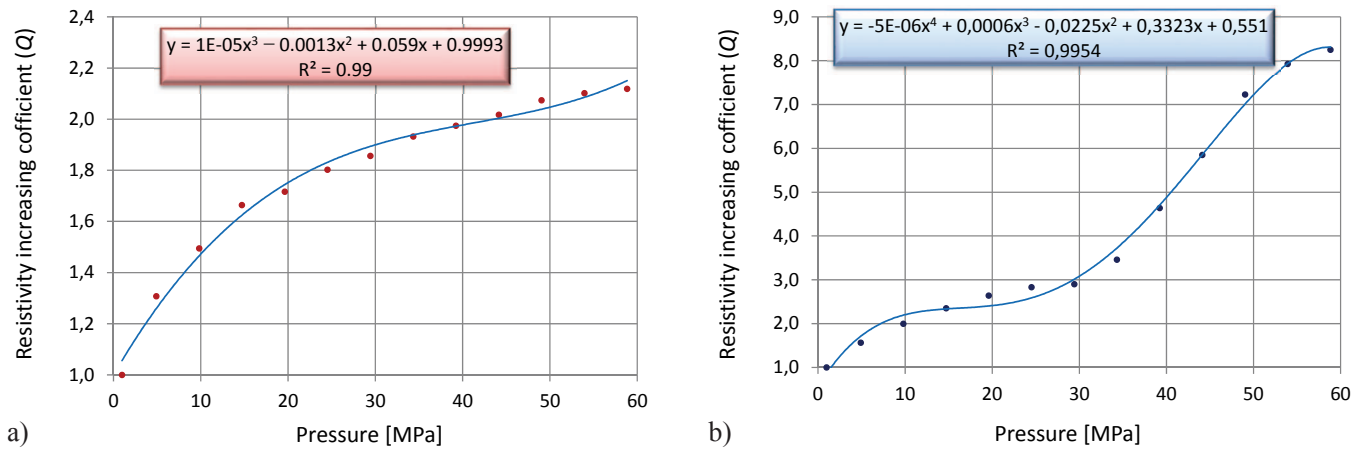 y = 1E-05x³ – 0.0013x² + 0.059x + 0.9993
R² = 0.99
Resistivity increasing cofficient (Q)
2,4
2,2
2,0
1,8
1,6
1,4
1,2
1,0
0 10 20 30 40 50 60
Pressure [MPa]
a)
y = -5E-06x⁴ + 0,0006x³ - 0,0225x² + 0,3323x + 0,551
R² = 0,9954
Resistivity increasing cofficient (Q)
9,0
8,0
7,0
6,0
5,0
4,0
3,0
2,0
1,0
0 10 20 30 40 50 60
Pressure [MPa]
b)